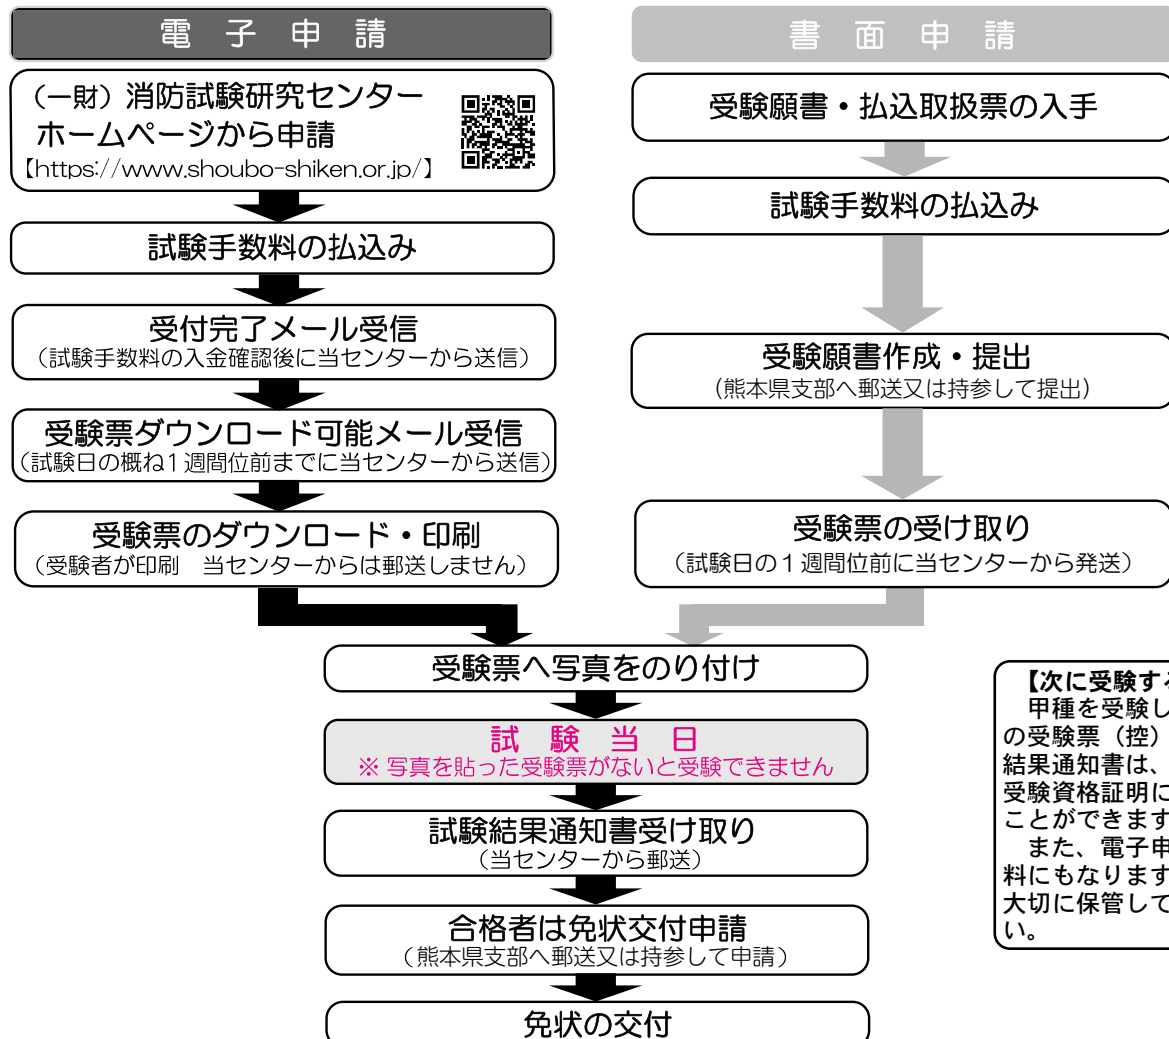 電子申請
(一財)消防試験研究センター
ホームページから申請
【https://www.shoubo-shiken.or.jp/】
試験手数料の払込み
受付完了メール受信
(試験手数料の入金確認後に当センターから送信)
受験票ダウンロード可能メール受信
(試験日の概ね1週間位前までに当センターから送信)
受験票のダウンロード・印刷
(受験者が印刷 当センターからは郵送しません)
書面申請
受験願書・払込取扱票の入手
試験手数料の払込み
受験願書作成・提出
(熊本県支部へ郵送又は持参して提出)
受験票の受け取り
(試験日の1週間位前に当センターから発送)
受験票へ写真をのり付け
試験当日
※ 写真を貼った受験票がないと受験できません
試験結果通知書受け取り
(当センターから郵送)
合格者は免状交付申請
(熊本県支部へ郵送又は持参して申請)
免状の交付
【次に受験す
甲種を受験し
の受験票(控)
結果通知書は、
受験資格証明に
ことができます
また、電子申
料にもなります
大切に保管して
い。